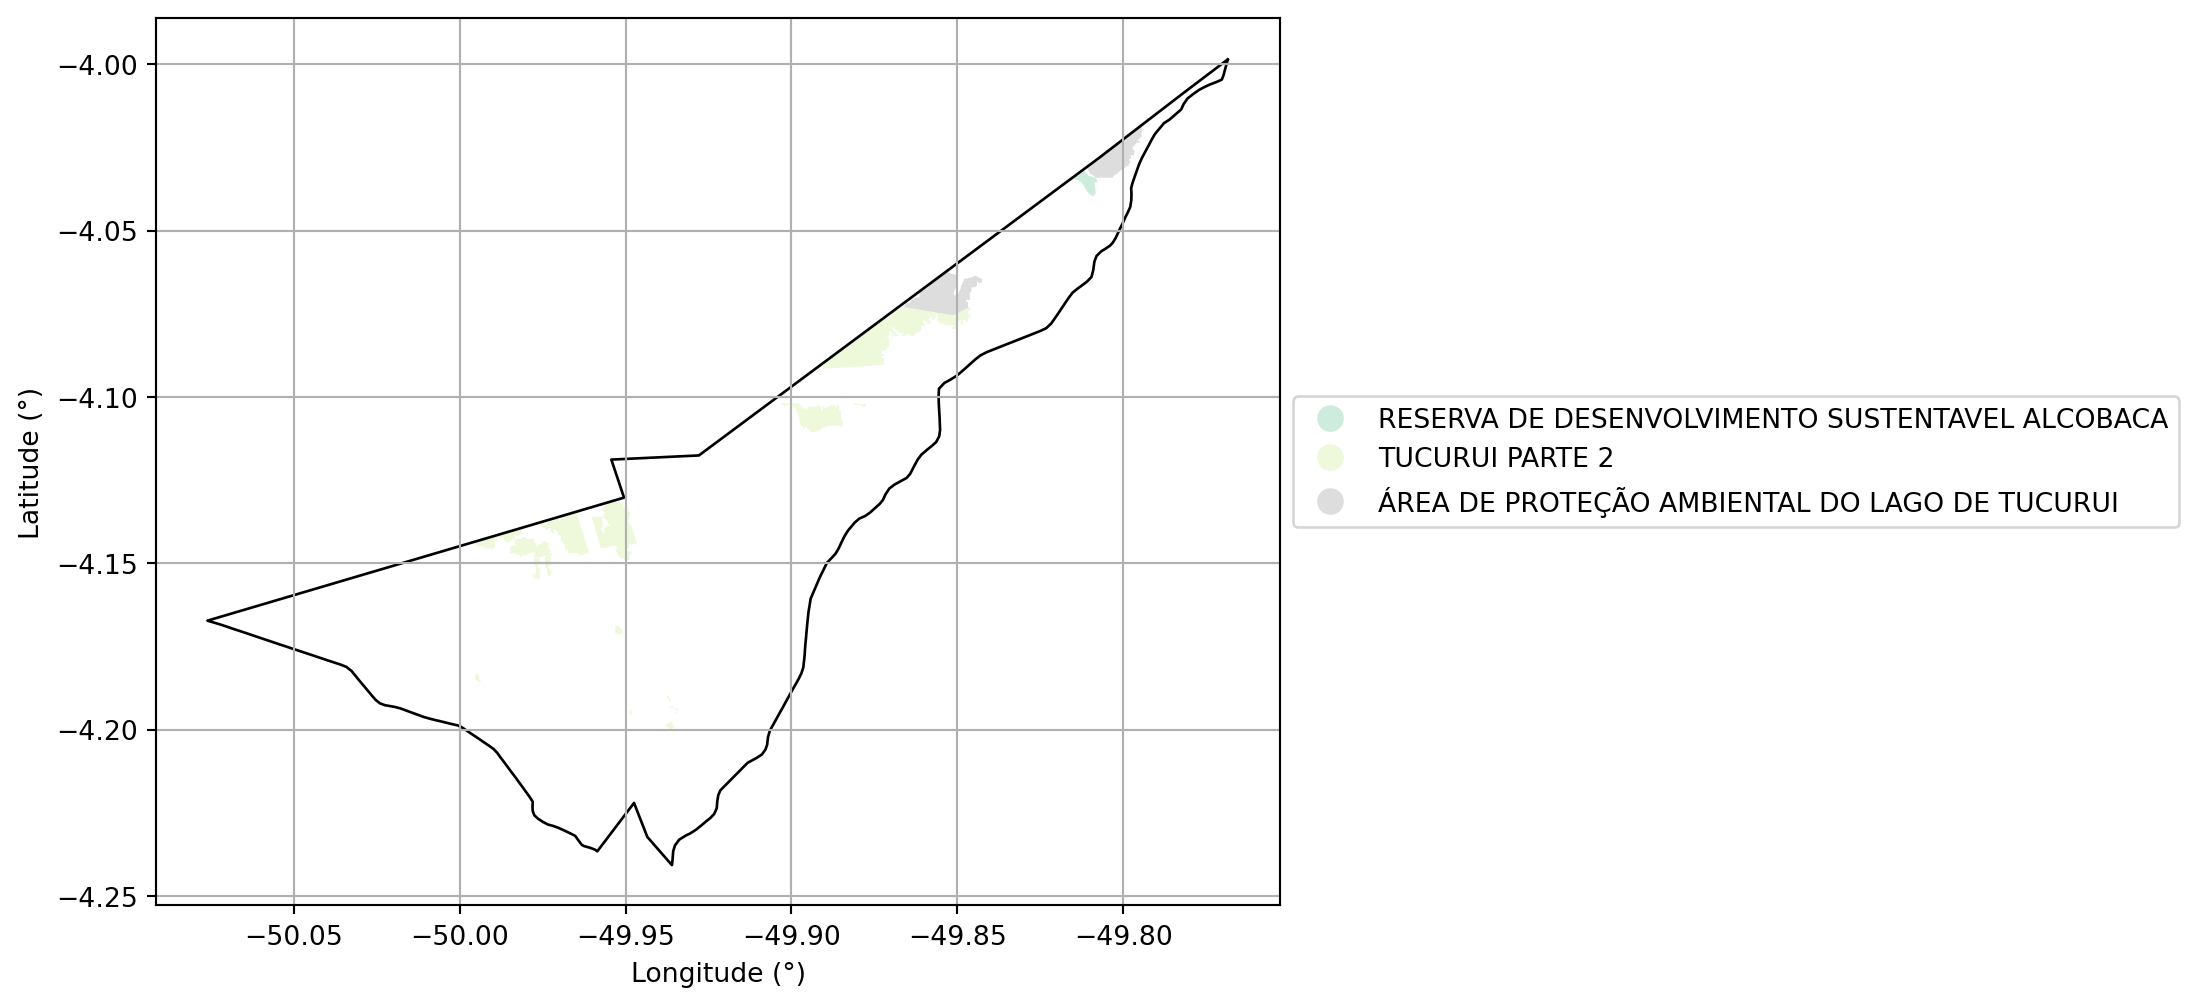 −4.00
−4.05
−4.10
−4.15
−4.20
−4.25
Latitude (°)
−50.05 −50.00 −49.95 −49.90 −49.85 −49.80
Longitude (°)
RESERVA DE DESENVOLVIMENTO SUSTENTAVEL ALCOBACA
TUCURUI PARTE 2
ÁREA DE PROTEÇÃO AMBIENTAL DO LAGO DE TUCURUI